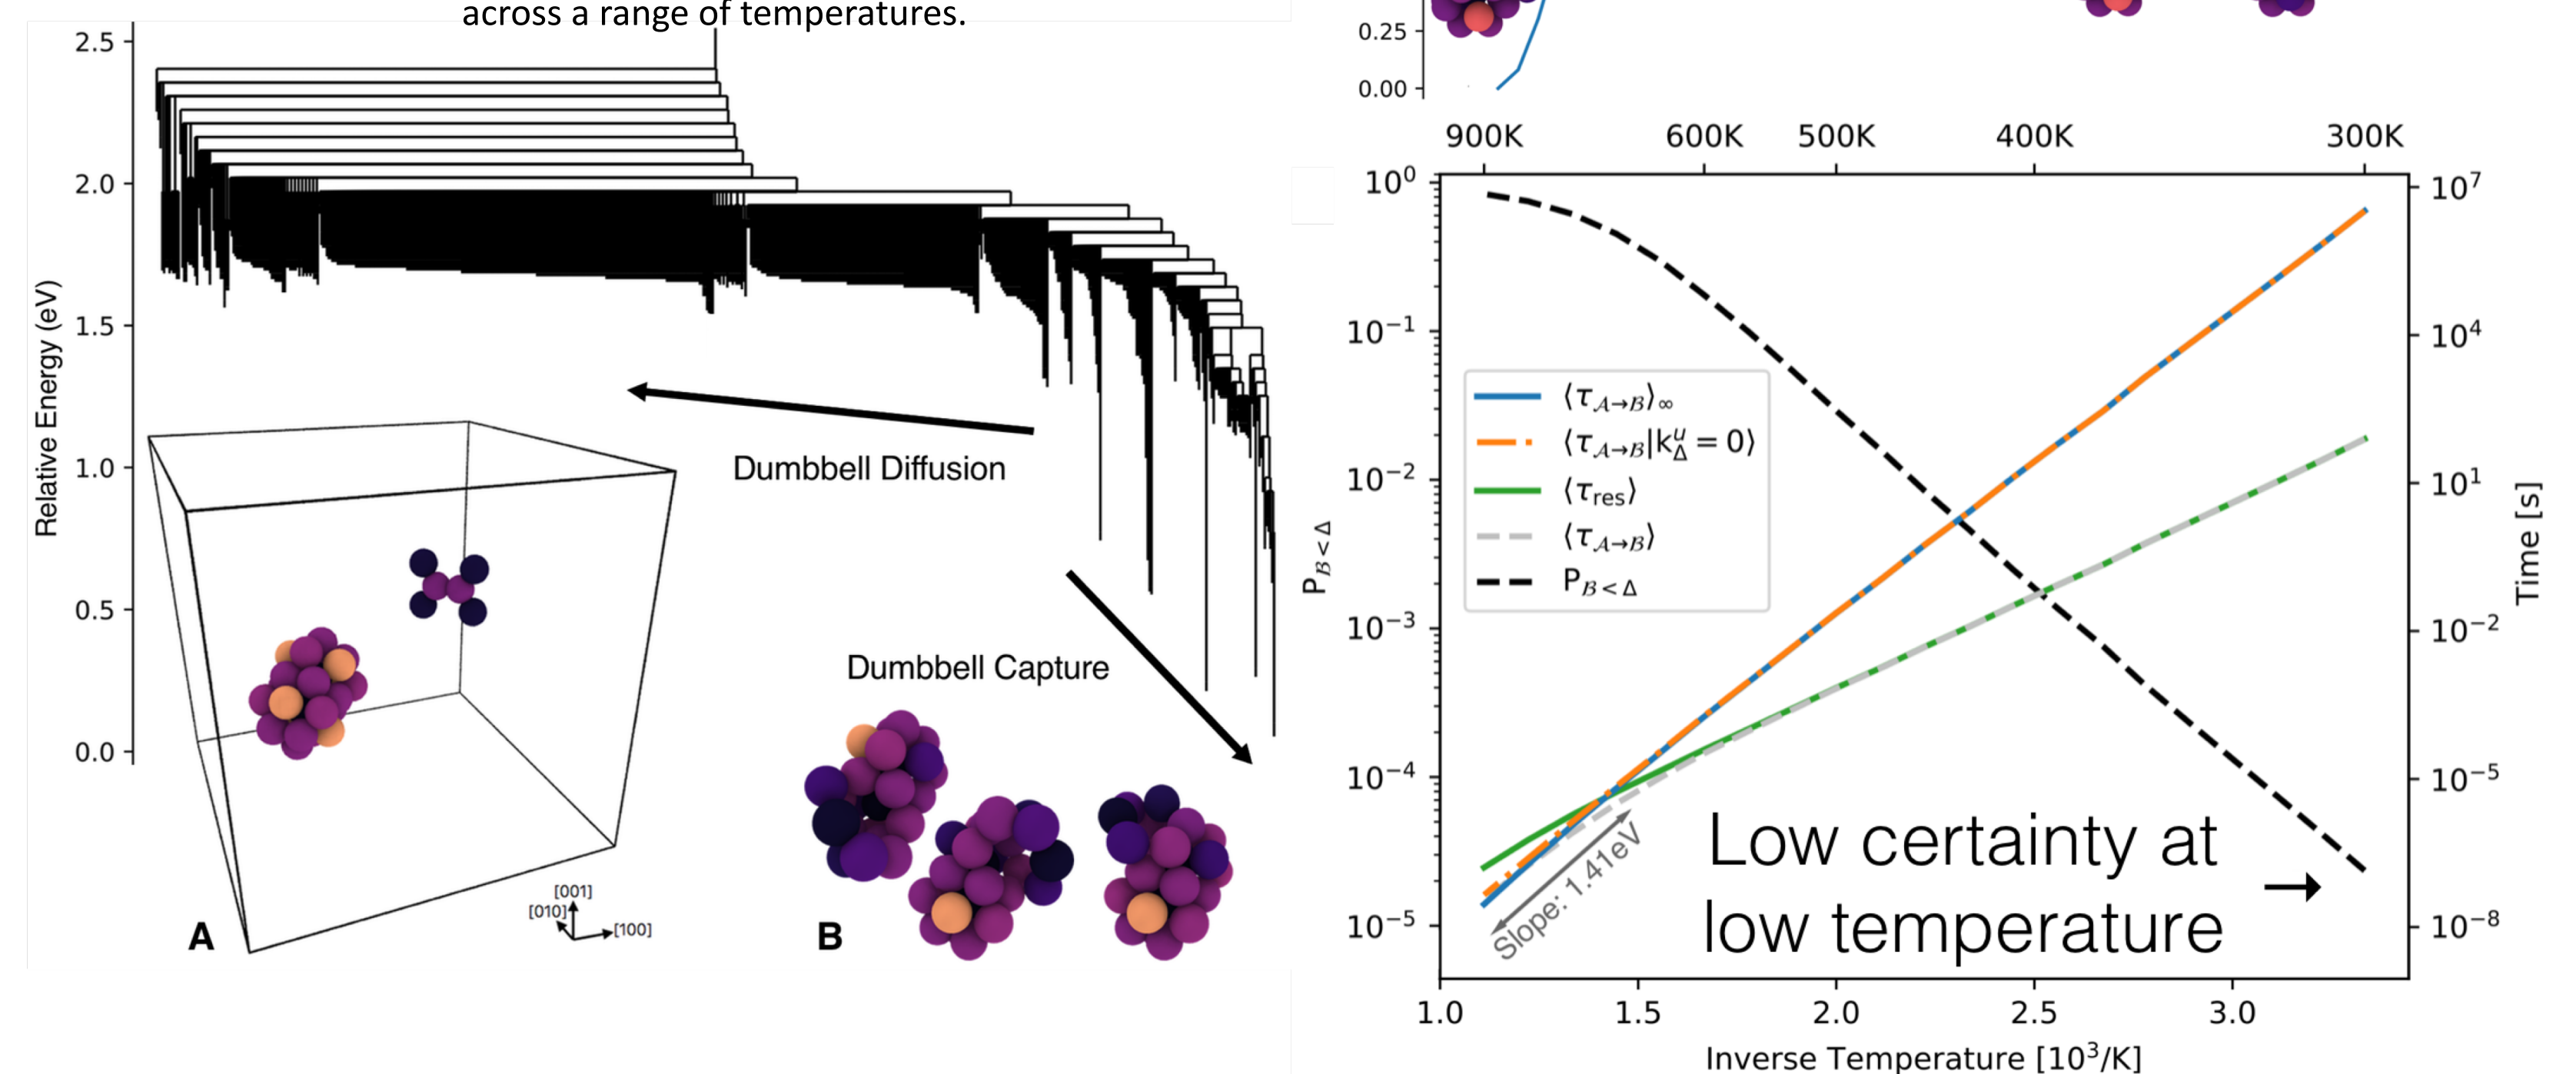 across a range of temperatures.
2.5
2.0
1.5
1.0
0.5
0.0
Relative Energy (eV)
Dumbbell Diffusion
Dumbbell Capture
A
[001]
[010]
[100]
B
0.25
0.00
900K 600K 500K 400K 300K
10⁰
10⁻¹
10⁻²
10⁻³
10⁻⁴
10⁻⁵
P_{ℬ<Δ}
⟨τ_{𝒜→ℬ}⟩_∞
⟨τ_{𝒜→ℬ}|k_Δ^u = 0⟩
⟨τ_res⟩
⟨τ_{𝒜→ℬ}⟩
P_{ℬ<Δ}
Slope: 1.41eV
Low certainty at
low temperature
10⁷
10⁴
10¹
10⁻²
10⁻⁵
10⁻⁸
Time [s]
1.0 1.5 2.0 2.5 3.0
Inverse Temperature [10³/K]